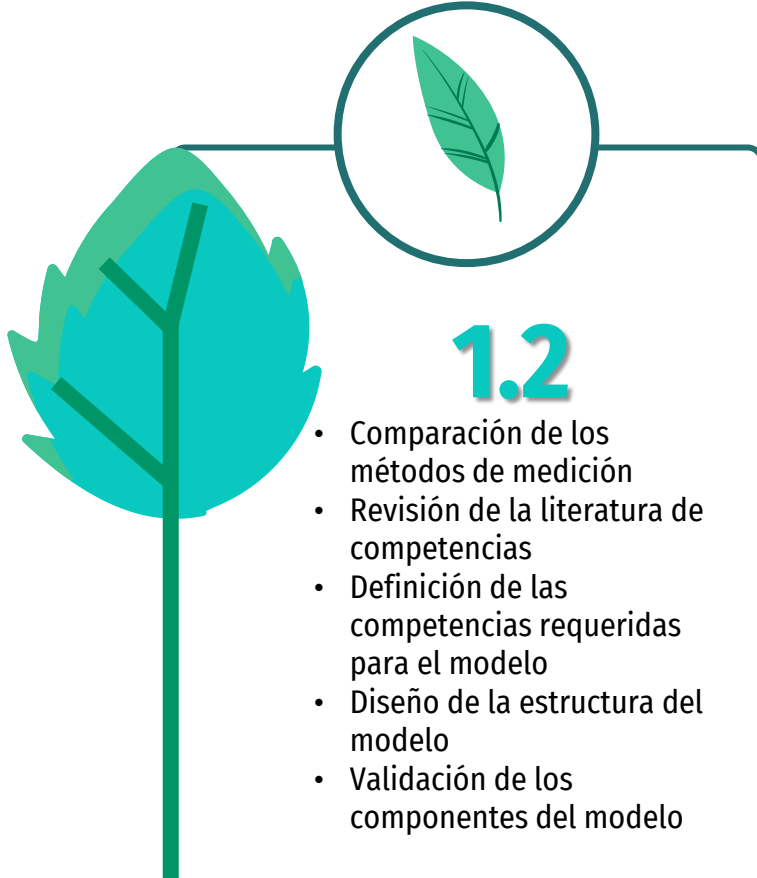 1.2
• Comparación de los
métodos de medición
• Revisión de la literatura de
competencias
• Definición de las
competencias requeridas
para el modelo
• Diseño de la estructura del
modelo
• Validación de los
componentes del modelo